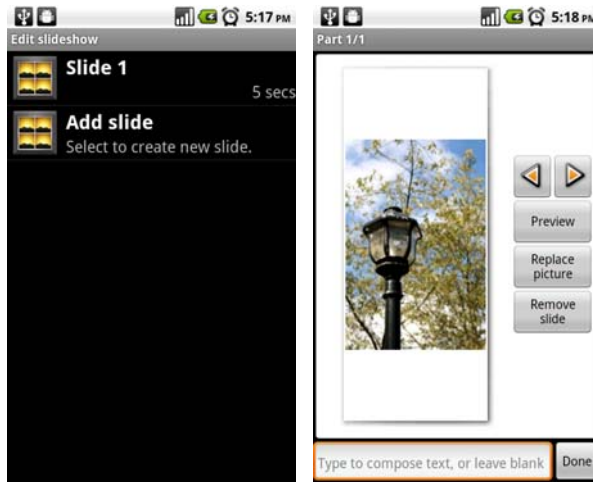 5:17 PM
Edit slideshow
Slide 1
5 secs
Add slide
Select to create new slide.
5:18 PM
Part 1/1
Preview
Replace
picture
Remove
slide
Type to compose text, or leave blank
Done